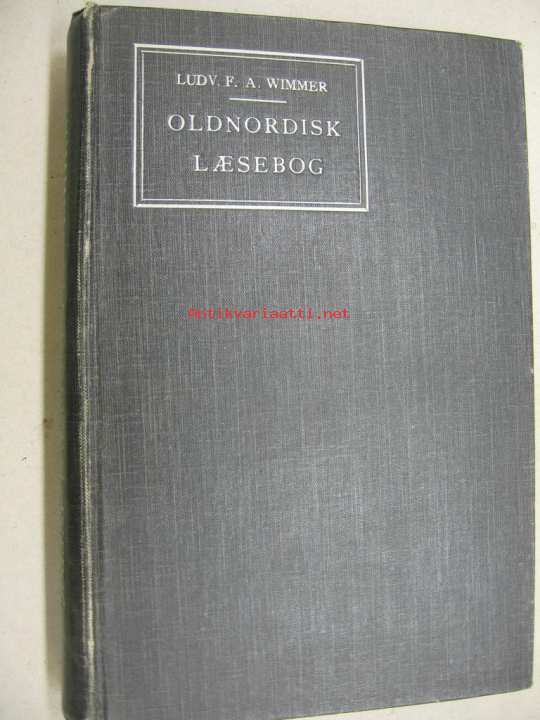 LUDV. F. A. WIMMER
OLDNORDISK
LÆSEBOG
Antikvariaatti.net